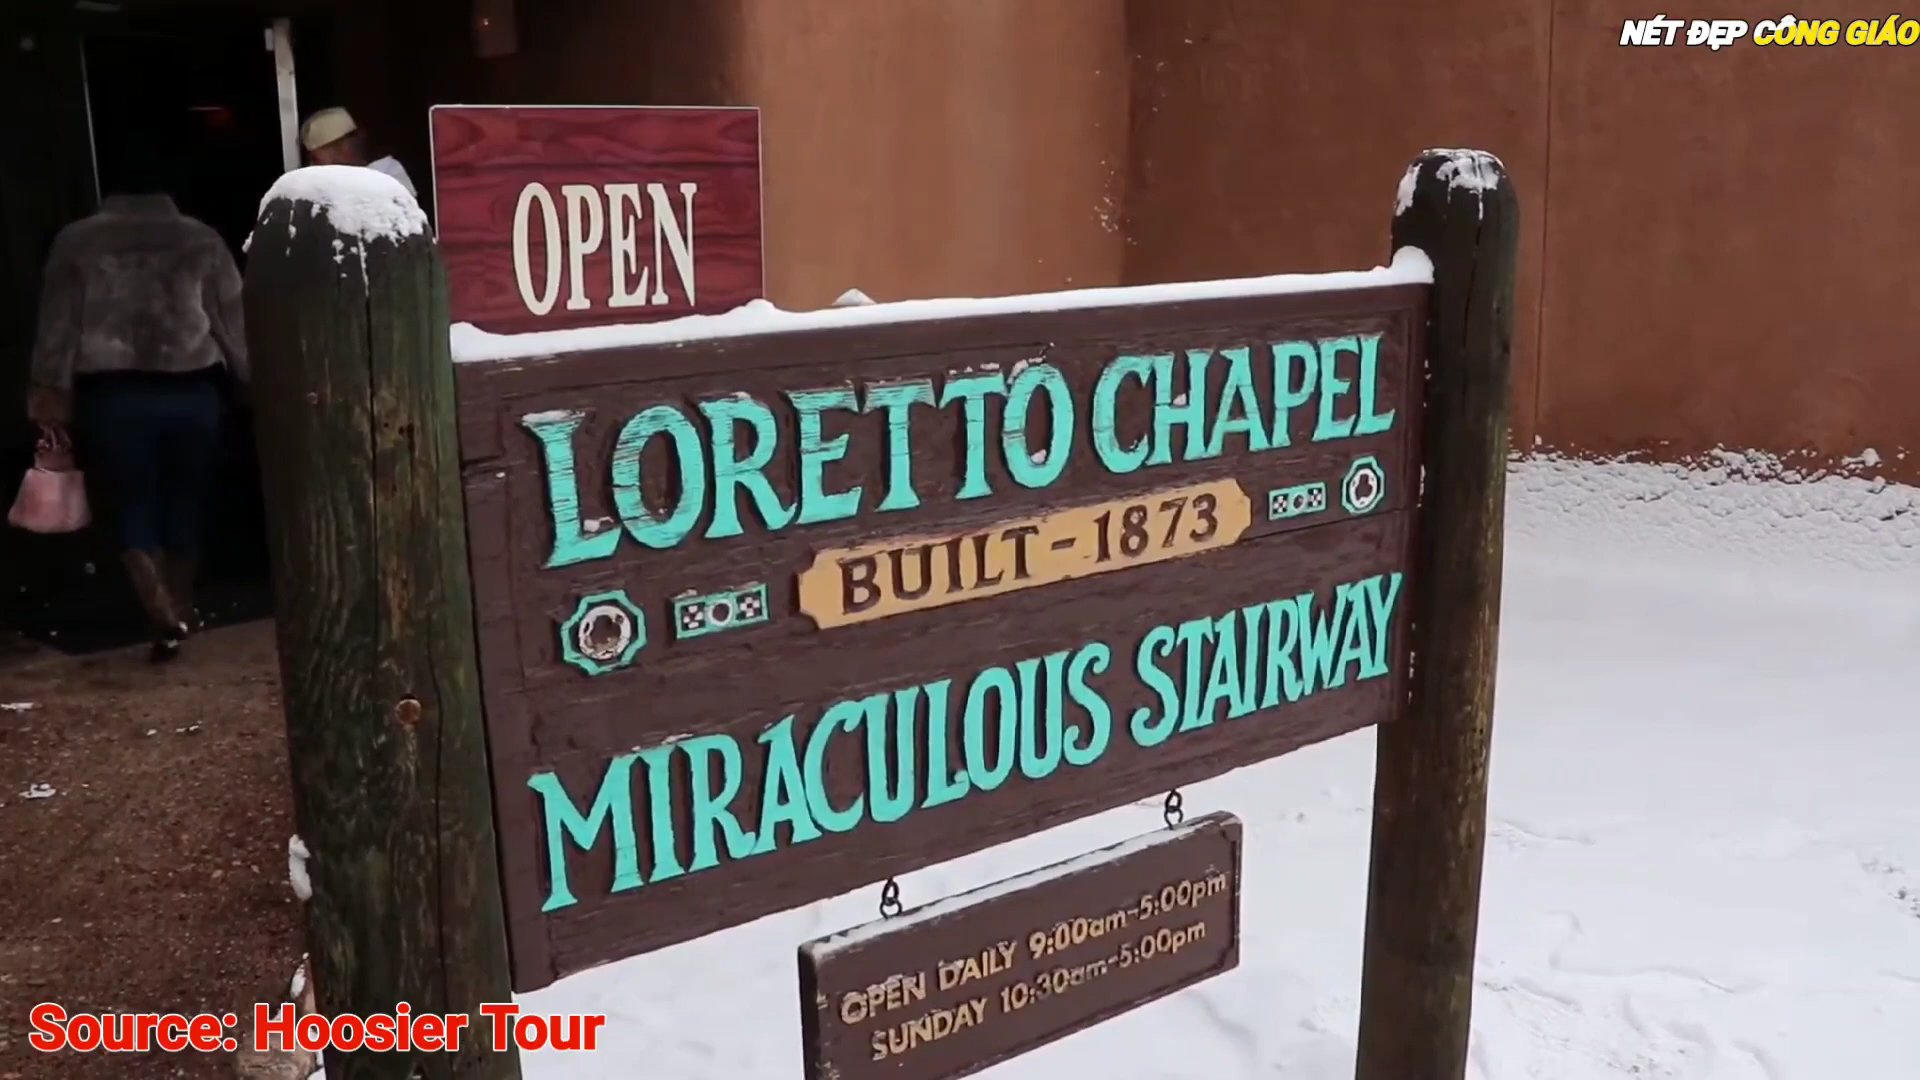 NÉT ĐẸP CÔNG GIÁO
OPEN
LORETTO CHAPEL
BUILT - 1873
MIRACULOUS STAIRWAY
OPEN DAILY 9:00am-5:00pm
SUNDAY 10:30am-5:00pm
Source: Hoosier Tour